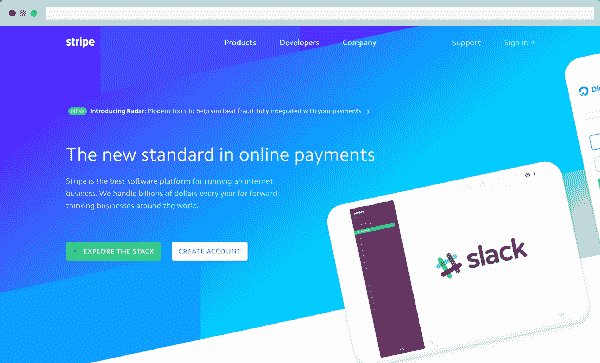 stripe
Products Developers Company Support Sign in
NEW Introducing Radar: Modern tools to help you beat fraud, fully integrated with your payments
The new standard in online payments
Stripe is the best software platform for running an internet
business. We handle billions of dollars every year for forward-
thinking businesses around the world.
EXPLORE THE STACK CREATE ACCOUNT
slack